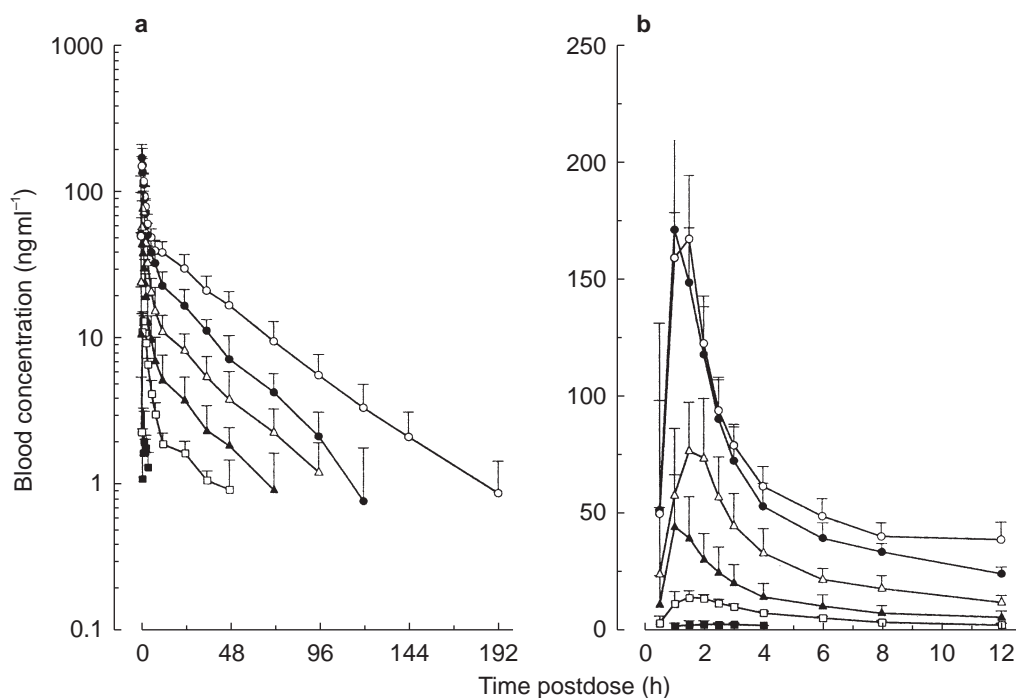 a
b
1000
100
10
1
0.1
Blood concentration (ng ml⁻¹)
0 48 96 144 192
250
200
150
100
50
0
0 2 4 6 8 10 12
Time postdose (h)